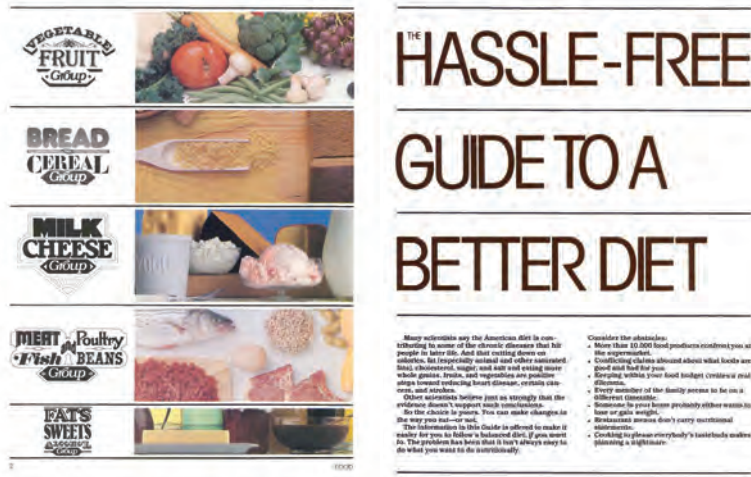 VEGETABLE
FRUIT
Group
BREAD
CEREAL
Group
MILK
CHEESE
Group
MEAT Poultry
Fish BEANS
Group
FATS
SWEETS
ALCOHOL
Group
2
FOOD
THE
HASSLE-FREE
GUIDE TO A
BETTER DIET
Many scientists say the American diet is con-
tributing to some of the chronic diseases that hit
people in later life. And that cutting down on
calories, fat (especially animal and other saturated
fats), cholesterol, sugar, and salt and eating more
whole grains, fruits, and vegetables are positive
steps toward reducing heart disease, certain can-
cers, and strokes.
Other scientists believe just as strongly that the
evidence doesn't support such conclusions.
So the choice is yours. You can make changes in
the way you eat—or not.
The information in this Guide is offered to make it
easier for you to follow a balanced diet, if you want
to. The problem has been that it isn't always easy to
do what you want to do nutritionally.
Consider the obstacles:
• More than 10,000 food products confront you at
the supermarket.
• Conflicting claims abound about what foods are
good and bad for you.
• Keeping within your food budget creates a real
dilemma.
• Every member of the family seems to be on a
different timetable.
• Someone in your home probably either wants to
lose or gain weight.
• Restaurant menus don't carry nutritional
statements.
• Cooking to please everybody's tastebuds makes
planning a nightmare.